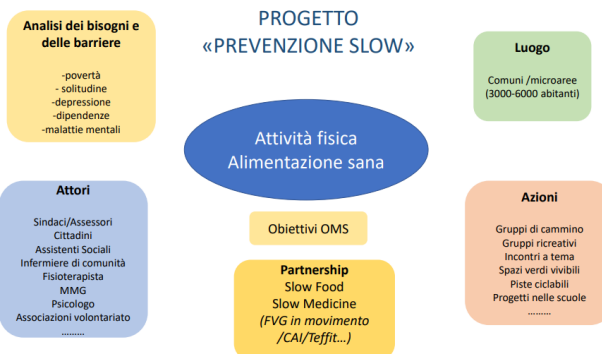 PROGETTO
«PREVENZIONE SLOW»
Analisi dei bisogni e
delle barriere
-povertà
- solitudine
-depressione
-dipendenze
-malattie mentali
Luogo
Comuni /microaree
(3000-6000 abitanti)
Attività fisica
Alimentazione sana
Attori
Sindaci/Assessori
Cittadini
Assistenti Sociali
Infermiere di comunità
Fisioterapista
MMG
Psicologo
Associazioni volontariato
.........
Obiettivi OMS
Partnership
Slow Food
Slow Medicine
(FVG in movimento
/CAI/Teffit...)
Azioni
Gruppi di cammino
Gruppi ricreativi
Incontri a tema
Spazi verdi vivibili
Piste ciclabili
Progetti nelle scuole
.........